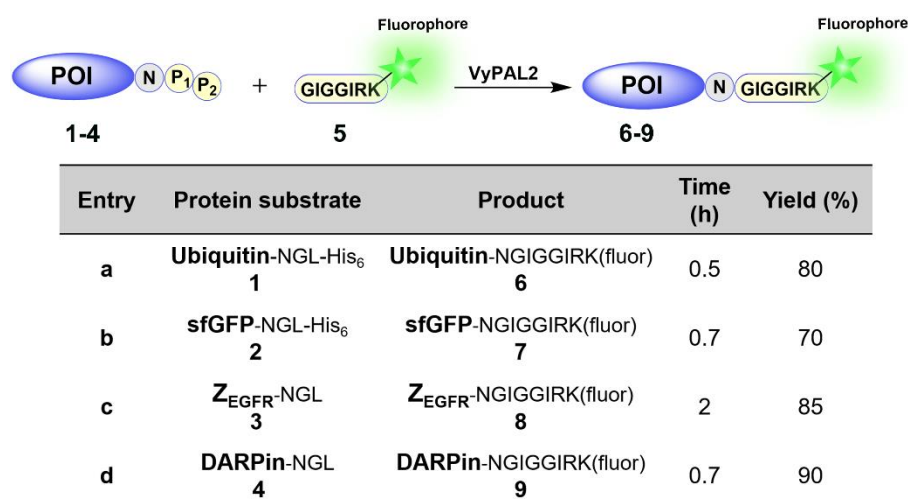 Fluorophore
Fluorophore
POI N P1 P2 + GIGGIRK VyPAL2 POI N GIGGIRK
1-4 5 6-9
Entry Protein substrate Product Time (h) Yield (%)
a Ubiquitin-NGL-His6 Ubiquitin-NGIGGIRK(fluor) 0.5 80
1 6
b sfGFP-NGL-His6 sfGFP-NGIGGIRK(fluor) 0.7 70
2 7
c ZEGFR-NGL ZEGFR-NGIGGIRK(fluor) 2 85
3 8
d DARPin-NGL DARPin-NGIGGIRK(fluor) 0.7 90
4 9